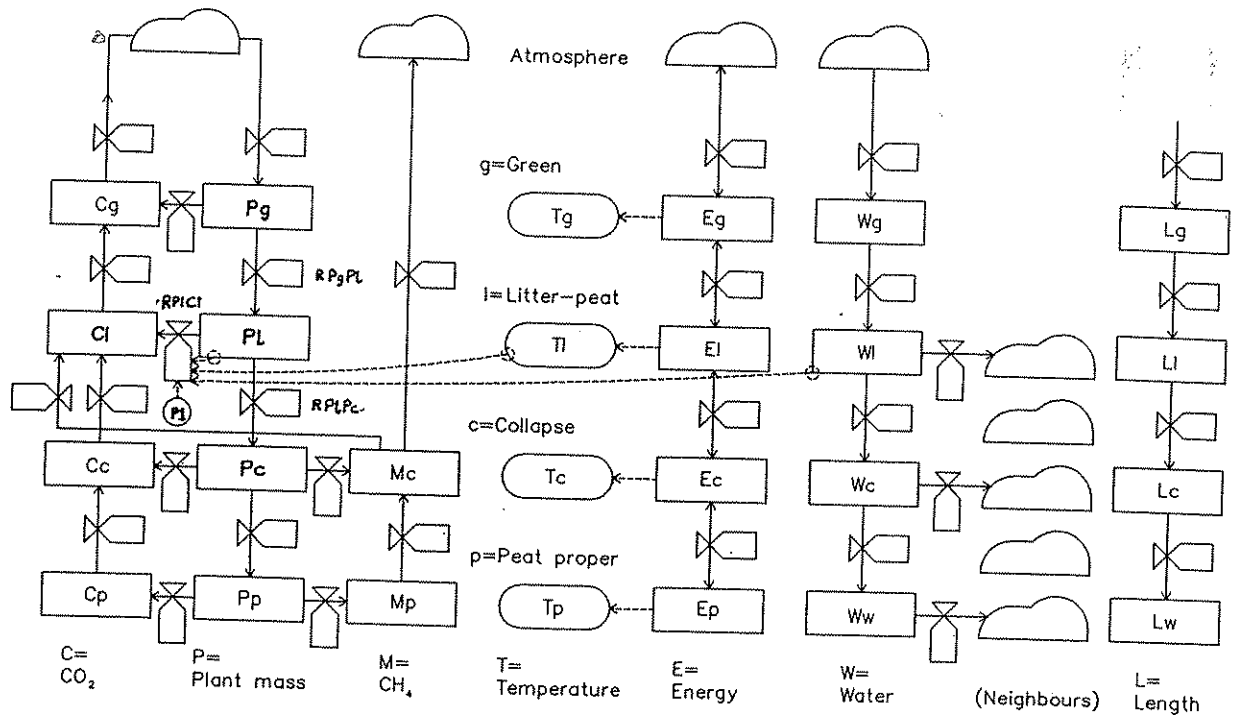 Atmosphere
g=Green
Cg
Pg
Tg
Eg
Wg
Lg
RPgPl
l=Litter-peat
RPlCl
Cl
Pl
Tl
El
Wl
Ll
Pl
RPlPc
c=Collapse
Cc
Pc
Mc
Tc
Ec
Wc
Lc
p=Peat proper
Cp
Pp
Mp
Tp
Ep
Ww
Lw
C=
CO₂
P=
Plant mass
M=
CH₄
T=
Temperature
E=
Energy
W=
Water
(Neighbours)
L=
Length